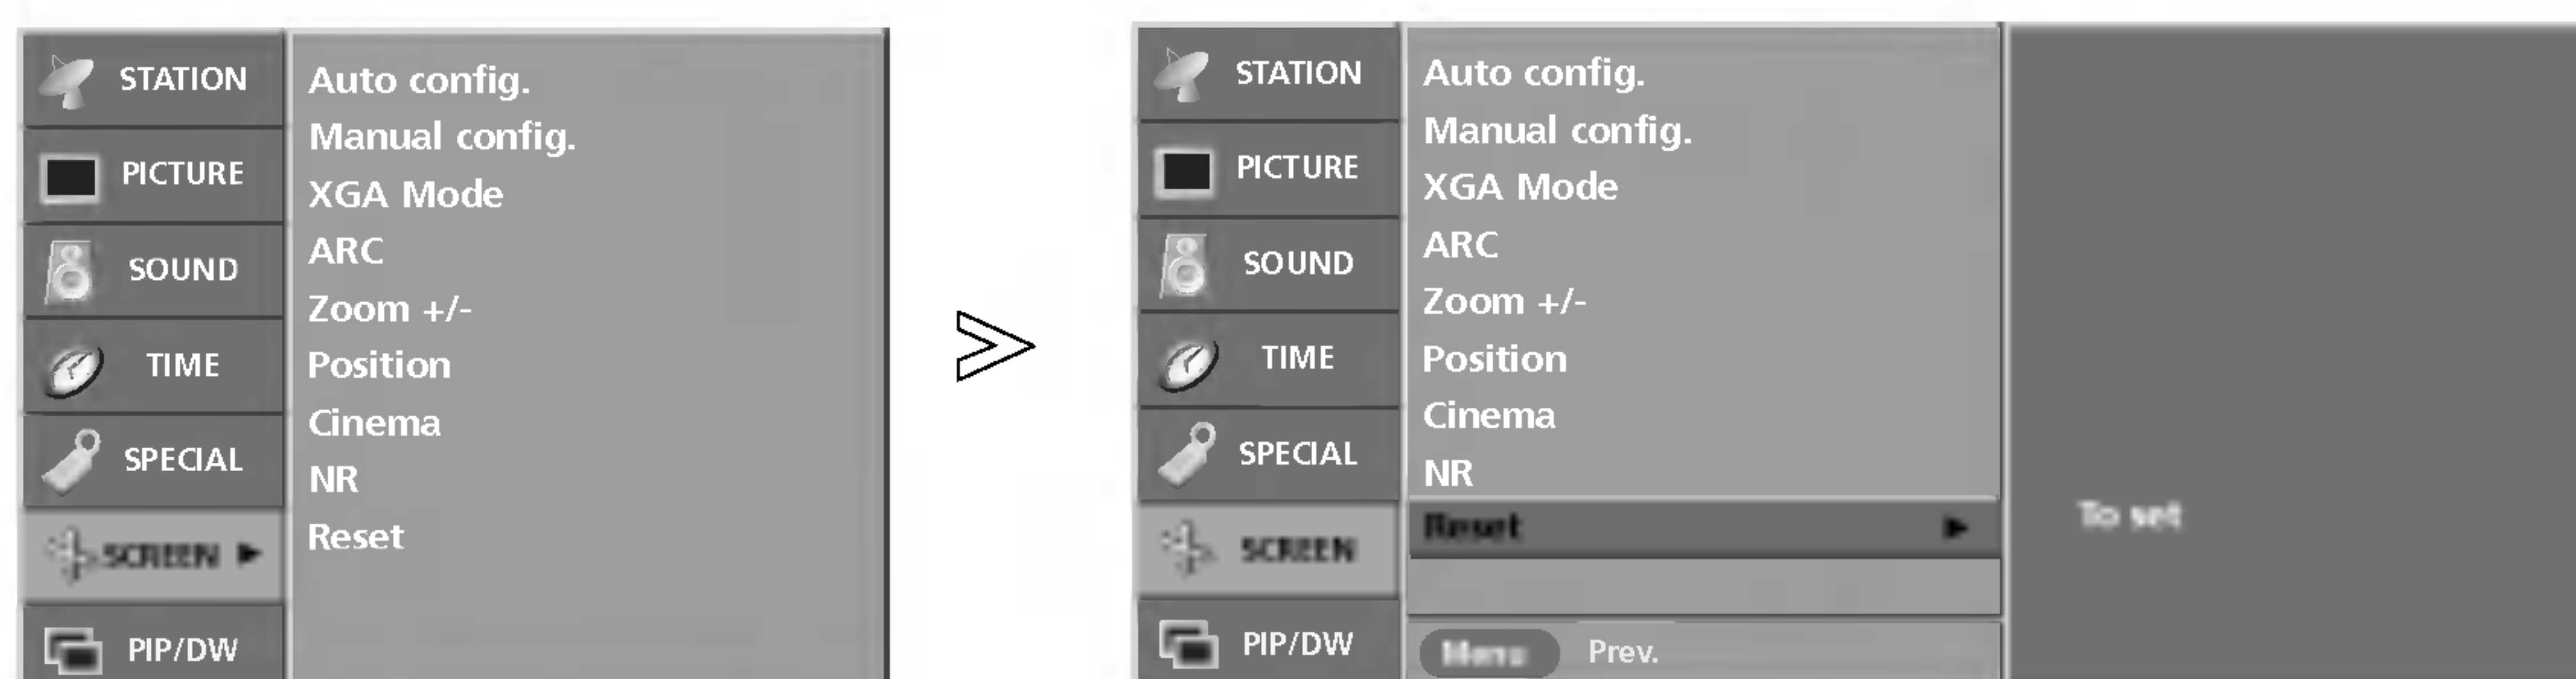 STATION
PICTURE
SOUND
TIME
SPECIAL
SCREEN
PIP/DW
Auto config.
Manual config.
XGA Mode
ARC
Zoom +/-
Position
Cinema
NR
Reset
STATION
PICTURE
SOUND
TIME
SPECIAL
SCREEN
PIP/DW
Auto config.
Manual config.
XGA Mode
ARC
Zoom +/-
Position
Cinema
NR
Reset
Menu Prev.
To set